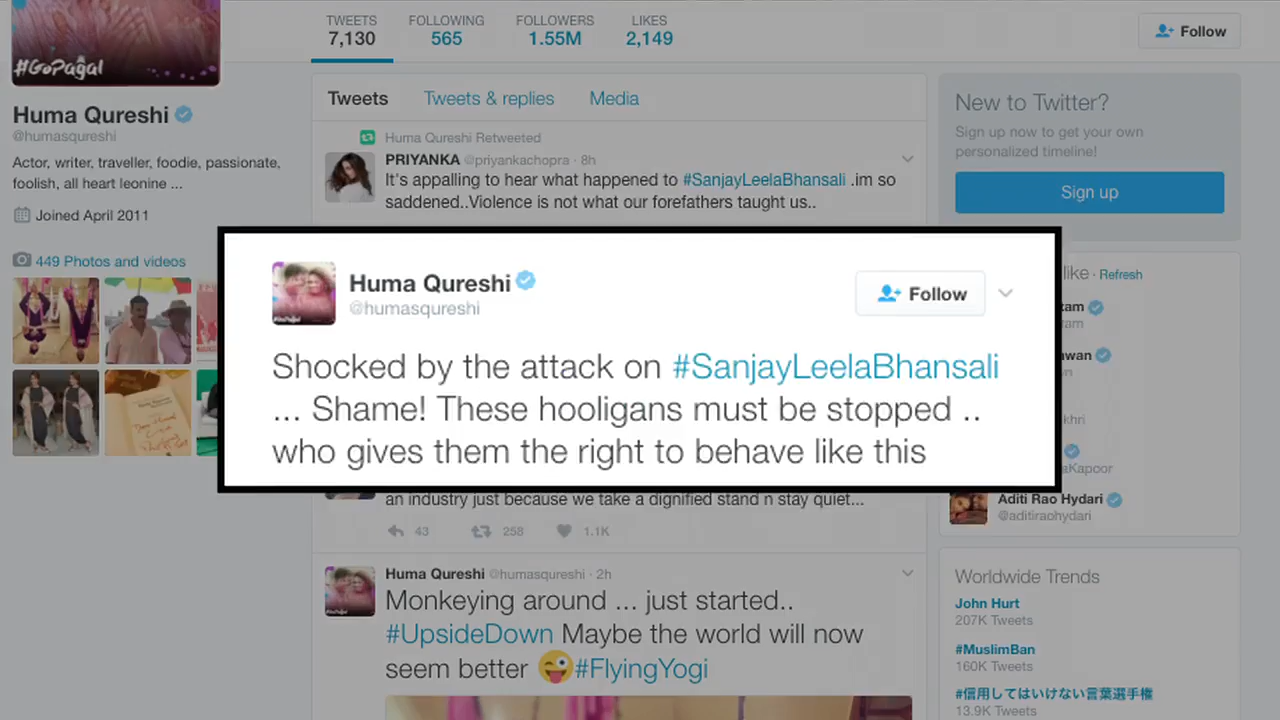 TWEETS
7,130
FOLLOWING
565
FOLLOWERS
1.55M
LIKES
2,149
Follow
#GoPagal
Huma Qureshi
@humasqureshi
Actor, writer, traveller, foodie, passionate,
foolish, all heart leonine ...
Joined April 2011
449 Photos and videos
Tweets
Tweets & replies
Media
Huma Qureshi Retweeted
PRIYANKA @priyankachopra · 8h
It's appalling to hear what happened to #SanjayLeelaBhansali .im so
saddened..Violence is not what our forefathers taught us..
Huma Qureshi
@humasqureshi
Follow
Shocked by the attack on #SanjayLeelaBhansali
... Shame! These hooligans must be stopped ..
who gives them the right to behave like this
an industry just because we take a dignified stand n stay quiet...
43
258
1.1K
Huma Qureshi @humasqureshi · 2h
Monkeying around ... just started..
#UpsideDown Maybe the world will now
seem better 😜#FlyingYogi
New to Twitter?
Sign up now to get your own
personalized timeline!
Sign up
like · Refresh
Aditi Rao Hydari
@aditiraohydari
Worldwide Trends
John Hurt
207K Tweets
#MuslimBan
160K Tweets
#信用してはいけない言葉選手権
13.9K Tweets